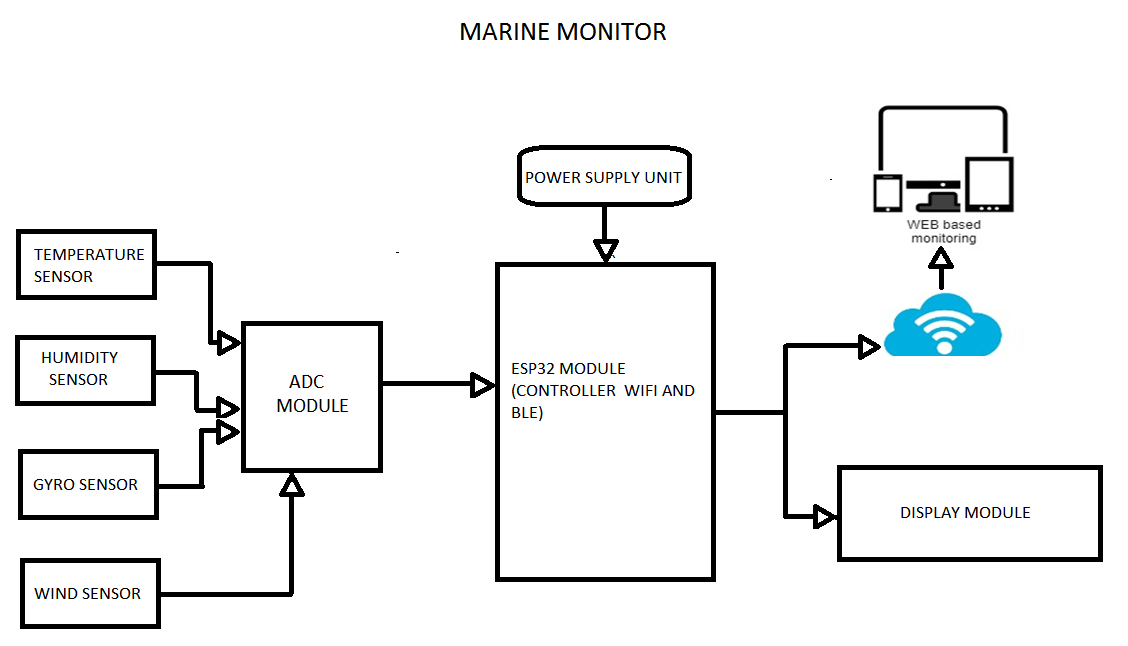 MARINE MONITOR
POWER SUPPLY UNIT
WEB based
monitoring
TEMPERATURE
SENSOR
HUMIDITY
SENSOR
ADC
MODULE
ESP32 MODULE
(CONTROLLER WIFI AND
BLE)
GYRO SENSOR
DISPLAY MODULE
WIND SENSOR